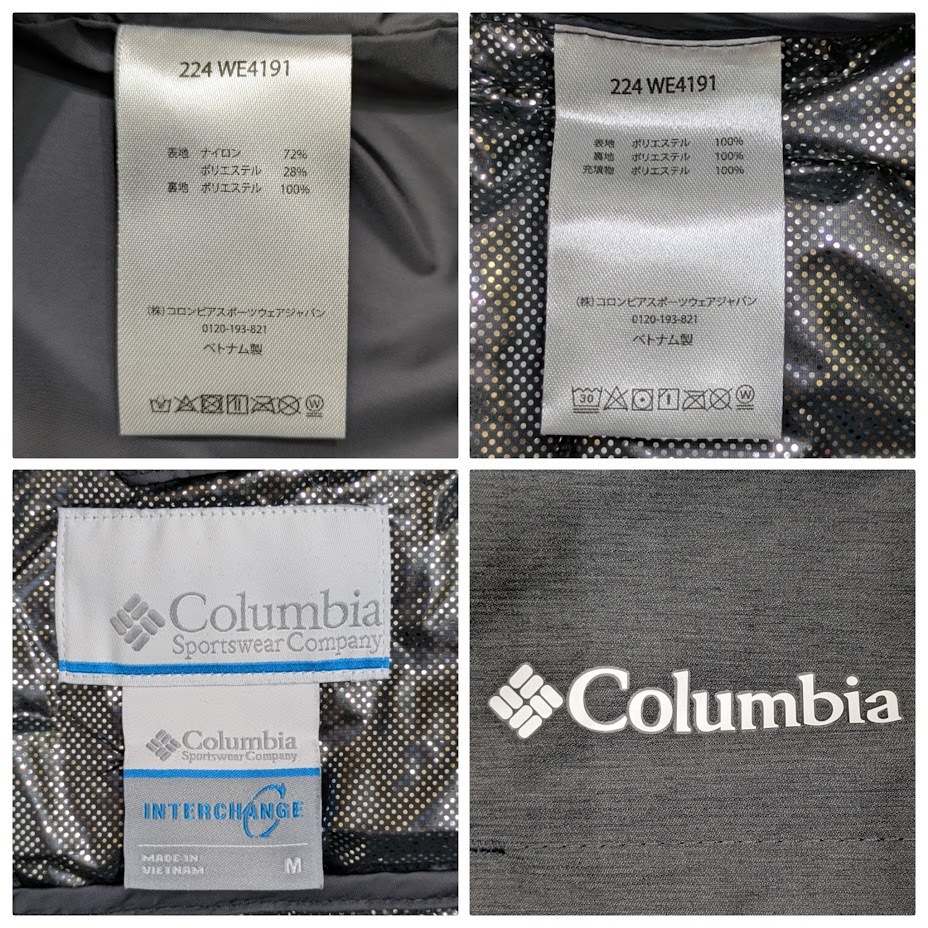 224 WE4191
表地 ナイロン 72%
ポリエステル 28%
裏地 ポリエステル 100%
(株)コロンビアスポーツウェアジャパン
0120-193-821
ベトナム製
W
224 WE4191
表地 ポリエステル 100%
裏地 ポリエステル 100%
充填物 ポリエステル 100%
(株)コロンビアスポーツウェアジャパン
0120-193-821
ベトナム製
30
W
Columbia
Sportswear Company
Columbia
Sportswear Company
INTERCHANGE
MADE IN
VIETNAM
M
Columbia